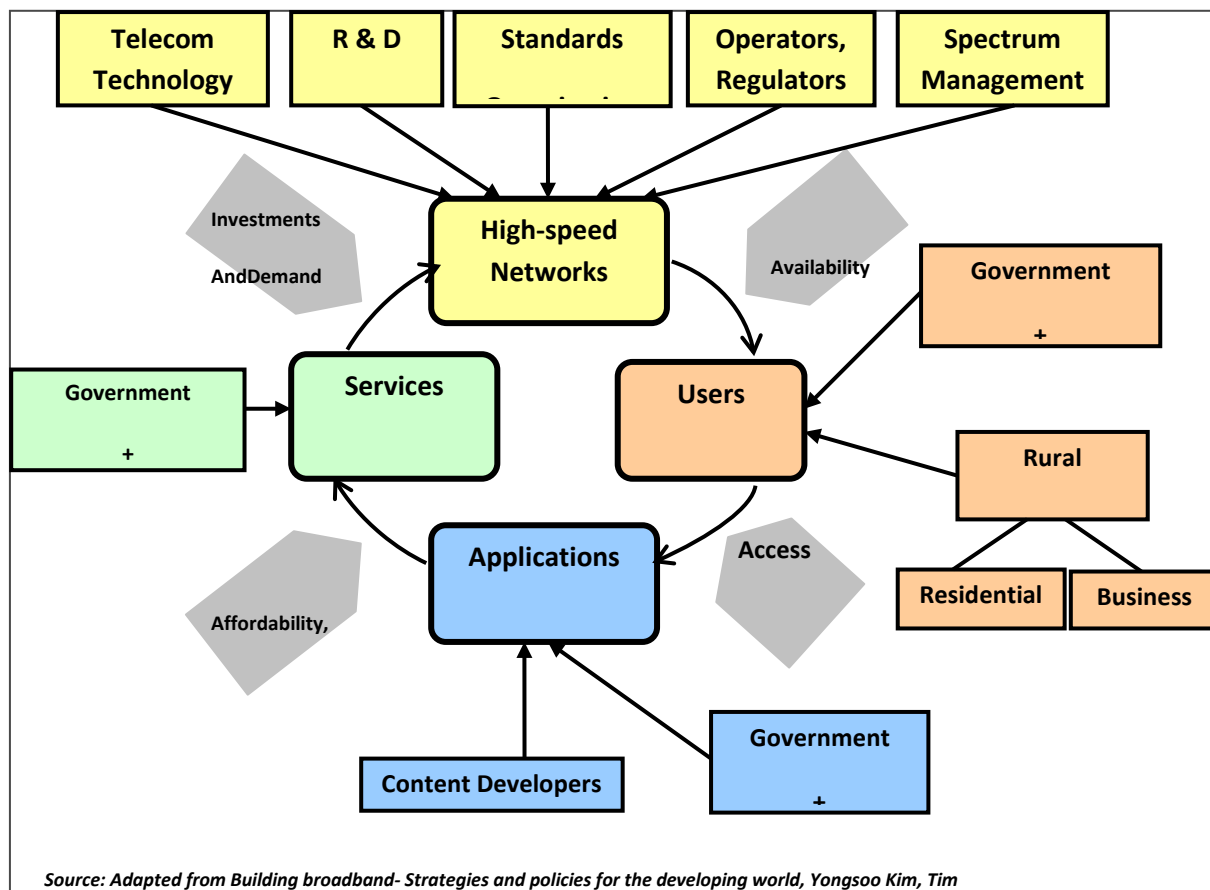 Telecom
Technology
R & D
Standards
Operators,
Regulators
Spectrum
Management
Investments
AndDemand
High-speed
Networks
Availability
Government
+
Government
+
Services
Users
Rural
Residential
Business
Applications
Access
Affordability,
Content Developers
Government
+
Source: Adapted from Building broadband- Strategies and policies for the developing world, Yongsoo Kim, Tim